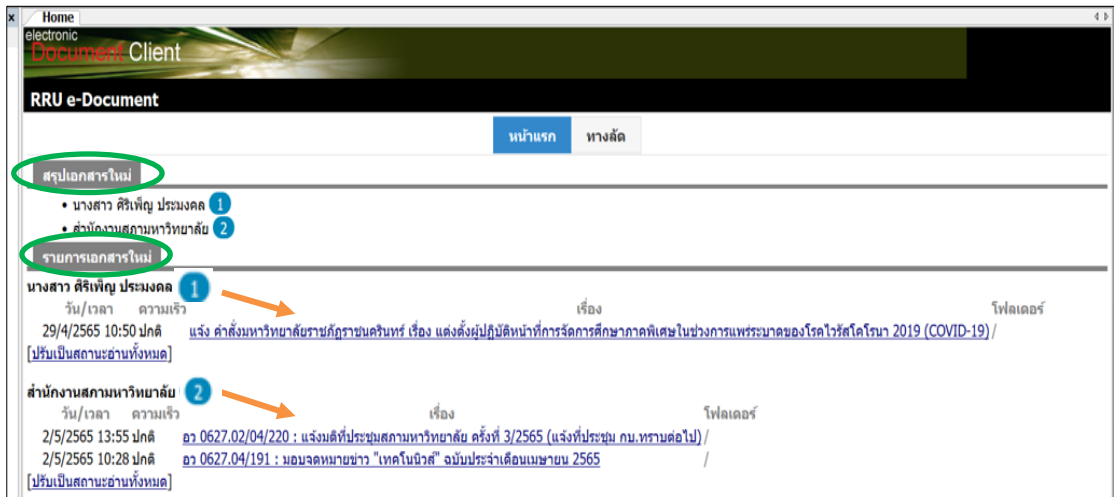 x Home
electronic
Document Client
RRU e-Document
หน้าแรก ทางลัด
สรุปเอกสารใหม่
• นางสาว ศิริเพ็ญ ประมงคล 1
• สำนักงานสภามหาวิทยาลัย 2
รายการเอกสารใหม่
นางสาว ศิริเพ็ญ ประมงคล 1
วัน/เวลา ความเร็ว เรื่อง โฟลเดอร์
29/4/2565 10:50 ปกติ แจ้ง คำสั่งมหาวิทยาลัยราชภัฏราชนครินทร์ เรื่อง แต่งตั้งผู้ปฏิบัติหน้าที่การจัดการศึกษาภาคพิเศษในช่วงการแพร่ระบาดของโรคไวรัสโคโรนา 2019 (COVID-19) /
[ปรับเป็นสถานะอ่านทั้งหมด]
สำนักงานสภามหาวิทยาลัย 2
วัน/เวลา ความเร็ว เรื่อง โฟลเดอร์
2/5/2565 13:55 ปกติ อว 0627.02/04/220 : แจ้งมติที่ประชุมสภามหาวิทยาลัย ครั้งที่ 3/2565 (แจ้งที่ประชุม กบ.ทราบต่อไป) /
2/5/2565 10:28 ปกติ อว 0627.04/191 : มอบจดหมายข่าว "เทคโนนิวส์" ฉบับประจำเดือนเมษายน 2565 /
[ปรับเป็นสถานะอ่านทั้งหมด]